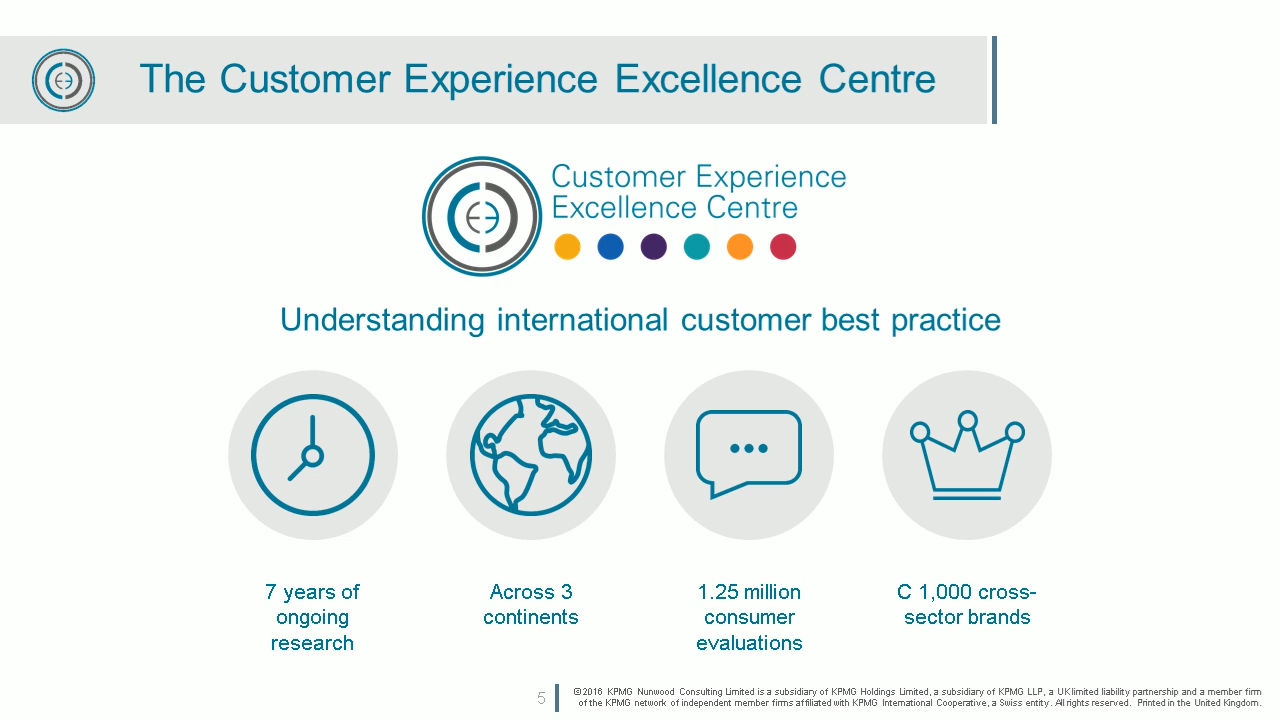 The Customer Experience Excellence Centre
Customer Experience
Excellence Centre
Understanding international customer best practice
7 years of
ongoing
research
Across 3
continents
1.25 million
consumer
evaluations
C 1,000 cross-
sector brands
5
©2016 KPMG Nunwood Consulting Limited is a subsidiary of KPMG Holdings Limited, a subsidiary of KPMG LLP, a UK limited liability partnership and a member firm
of the KPMG network of independent member firms affiliated with KPMG International Cooperative, a Swiss entity. All rights reserved. Printed in the United Kingdom.